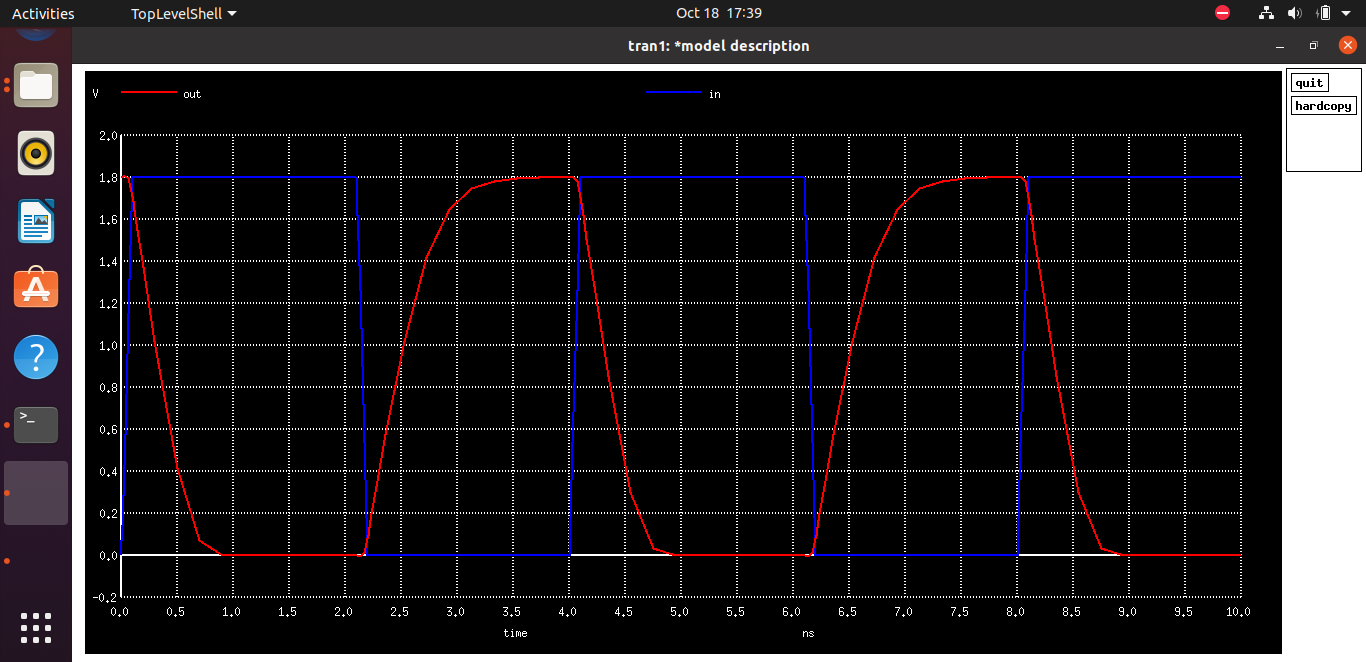 Activities TopLevelShell Oct 18 17:39
tran1: *model description
quit
hardcopy
V out in
2.0
1.8
1.6
1.4
1.2
1.0
0.8
0.6
0.4
0.2
0.0
-0.2
0.0 0.5 1.0 1.5 2.0 2.5 3.0 3.5 4.0 4.5 5.0 5.5 6.0 6.5 7.0 7.5 8.0 8.5 9.0 9.5 10.0
time ns